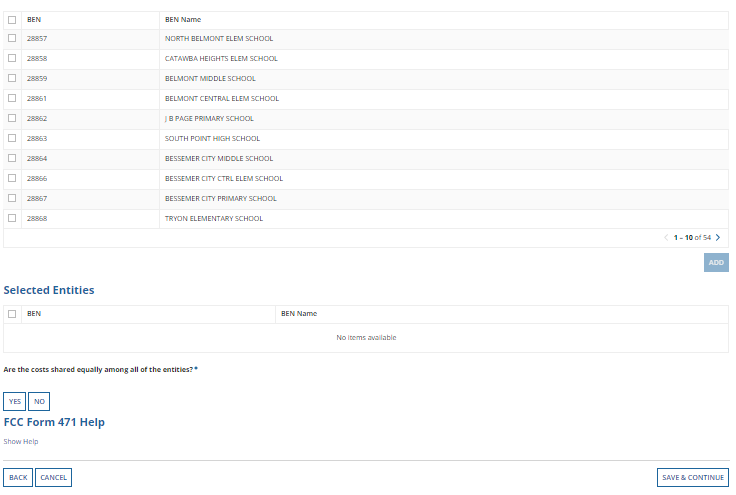 BEN BEN Name
28857 NORTH BELMONT ELEM SCHOOL
28858 CATAWBA HEIGHTS ELEM SCHOOL
28859 BELMONT MIDDLE SCHOOL
28861 BELMONT CENTRAL ELEM SCHOOL
28862 J B PAGE PRIMARY SCHOOL
28863 SOUTH POINT HIGH SCHOOL
28864 BESSEMER CITY MIDDLE SCHOOL
28866 BESSEMER CITY CTRL ELEM SCHOOL
28867 BESSEMER CITY PRIMARY SCHOOL
28868 TRYON ELEMENTARY SCHOOL
1 – 10 of 54
ADD
Selected Entities
BEN BEN Name
No items available
Are the costs shared equally among all of the entities? *
YES NO
FCC Form 471 Help
Show Help
BACK CANCEL SAVE & CONTINUE